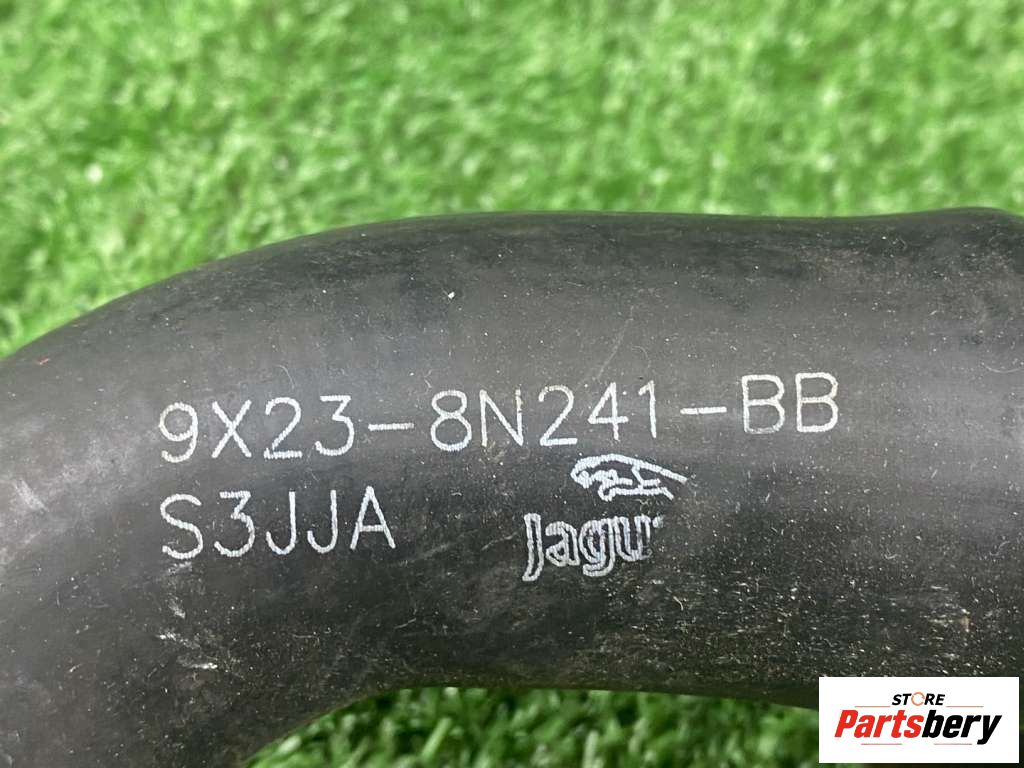 9X23-8N241-BB
S3JJA
Jagu
STORE
Partsbery